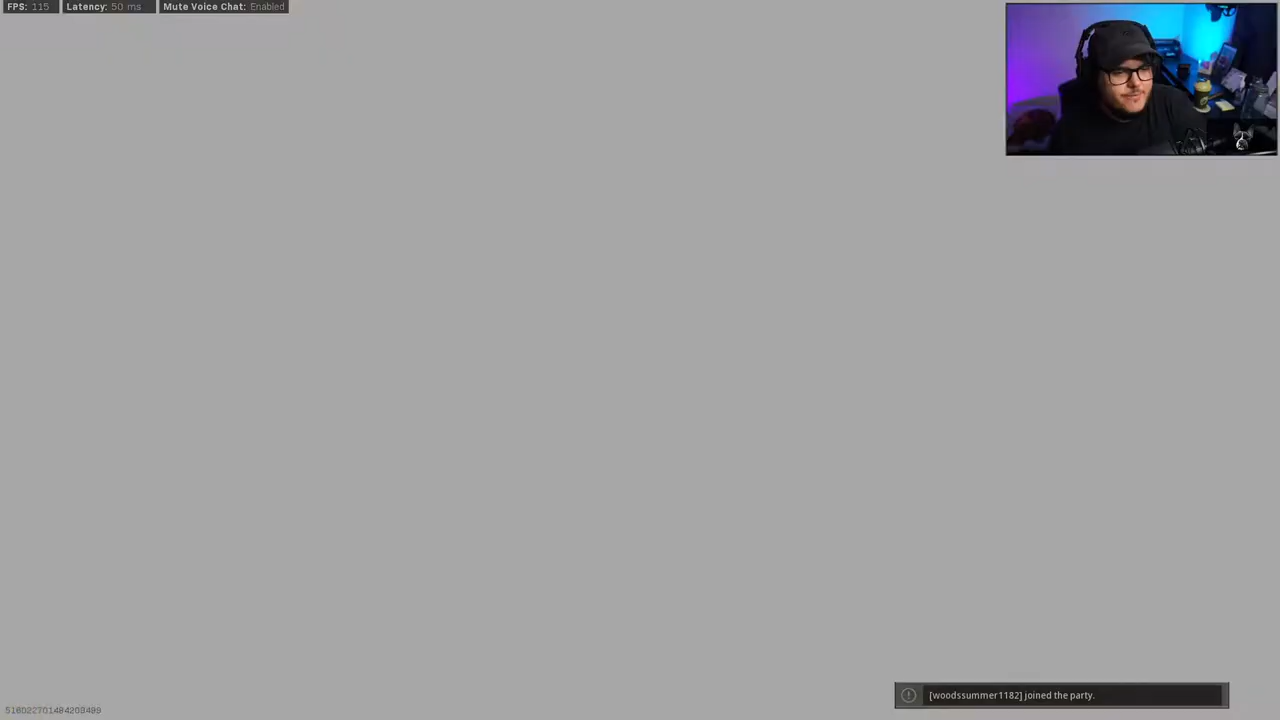 FPS: 115 Latency: 50 ms Mute Voice Chat: Enabled
[woodssummer1182] joined the party.